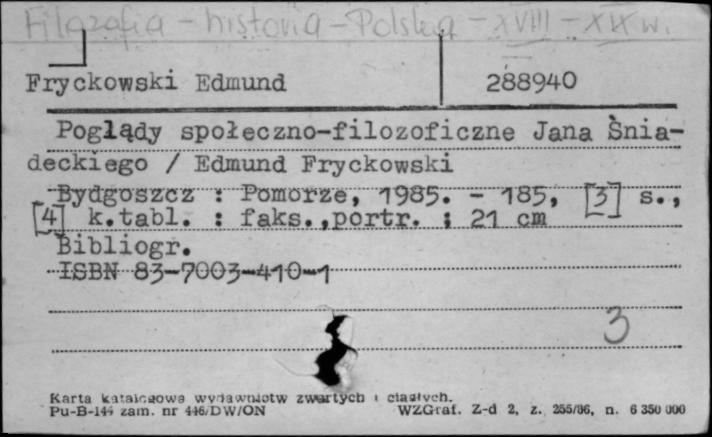 Filozofia - historia - Polska - XVIII - XIX w.
Fryckowski Edmund 288940
Poglądy społeczno-filozoficzne Jana Śnia-
deckiego / Edmund Fryckowski
Bydgoszcz : Pomorze, 1985. - 185, [3] s.,
[4] k.tabl. : faks.,portr. ; 21 cm
Bibliogr.
ISBN 83-7003-410-1
3
Karta katalogowa wydawnictw zwartych i ciągłych.
Pu-B-144 zam. nr 446/DW/ON WZGraf. Z-d 2, z. 255/86, n. 6 350 000